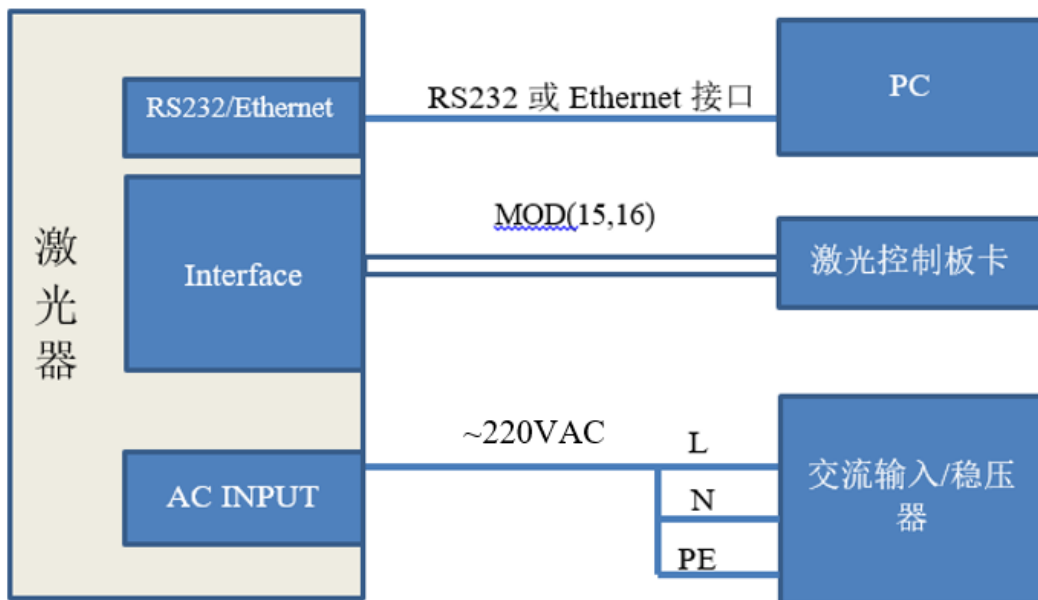 激
光
器
RS232/Ethernet
RS232 或 Ethernet 接口
PC
Interface
MOD(15,16)
激光控制板卡
AC INPUT
~220VAC
L
N
PE
交流输入/稳压
器